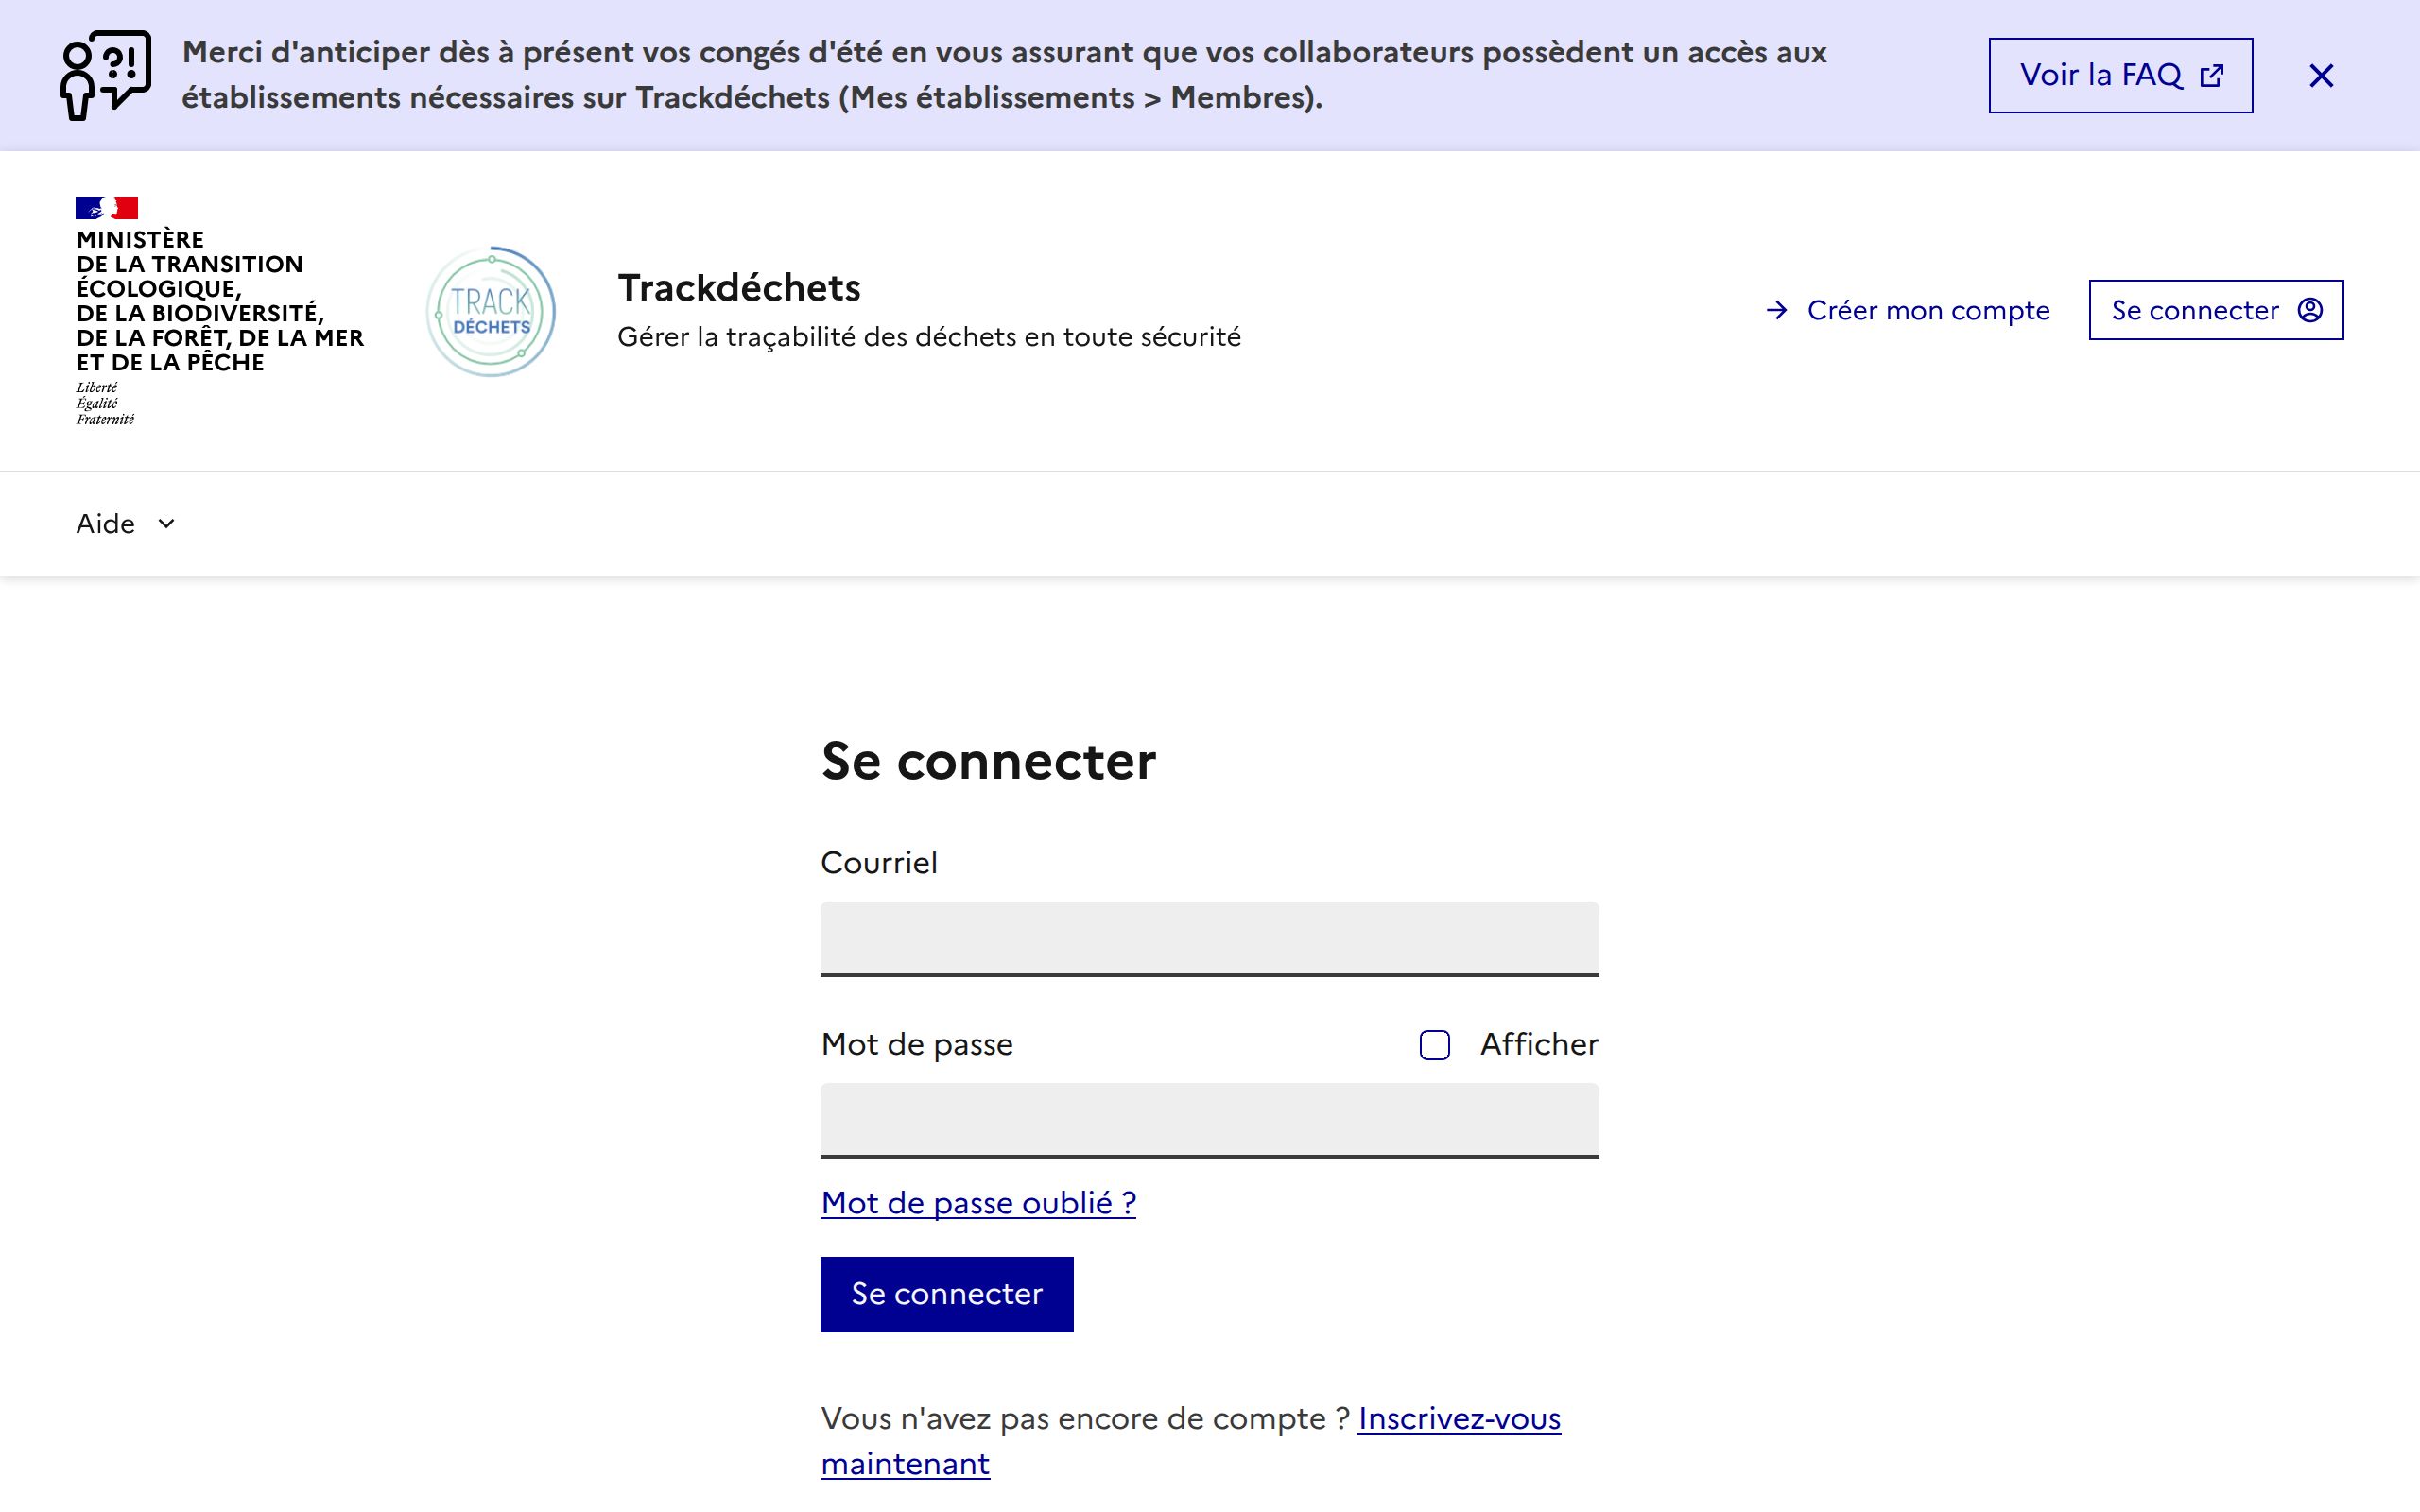 Merci d'anticiper dès à présent vos congés d'été en vous assurant que vos collaborateurs possèdent un accès aux
établissements nécessaires sur Trackdéchets (Mes établissements > Membres).
Voir la FAQ
MINISTÈRE
DE LA TRANSITION
ÉCOLOGIQUE,
DE LA BIODIVERSITÉ,
DE LA FORÊT, DE LA MER
ET DE LA PÊCHE
Liberté
Égalité
Fraternité
TRACK
DÉCHETS
Trackdéchets
Gérer la traçabilité des déchets en toute sécurité
Créer mon compte
Se connecter
Aide
Se connecter
Courriel
Mot de passe
Afficher
Mot de passe oublié ?
Se connecter
Vous n'avez pas encore de compte ? Inscrivez-vous
maintenant